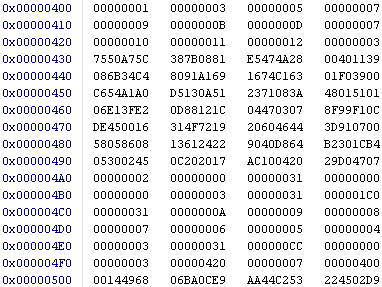 0x00000400 00000001 00000003 00000005 00000007
0x00000410 00000009 0000000B 0000000D 00000007
0x00000420 00000010 00000011 00000012 00000003
0x00000430 7550A75C 387B0881 E5474A28 00401139
0x00000440 086B34C4 8091A169 1674C163 01F03900
0x00000450 C654A1A0 D5130A51 2371083A 48015101
0x00000460 06E13FE2 0D88121C 04470307 8F99F10C
0x00000470 DE450016 314F7219 20604644 3D910700
0x00000480 58058608 13612422 9040D864 B2301CB4
0x00000490 05300245 0C202017 AC100420 29D04707
0x000004A0 00000002 00000000 00000031 00000000
0x000004B0 00000000 00000003 00000031 000001C0
0x000004C0 00000031 0000000A 00000009 00000008
0x000004D0 00000007 00000006 00000005 00000004
0x000004E0 00000003 00000031 000000CC 00000000
0x000004F0 00000003 00000420 00000007 00000400
0x00000500 00144968 06BA0CE9 AA44C253 224502D9